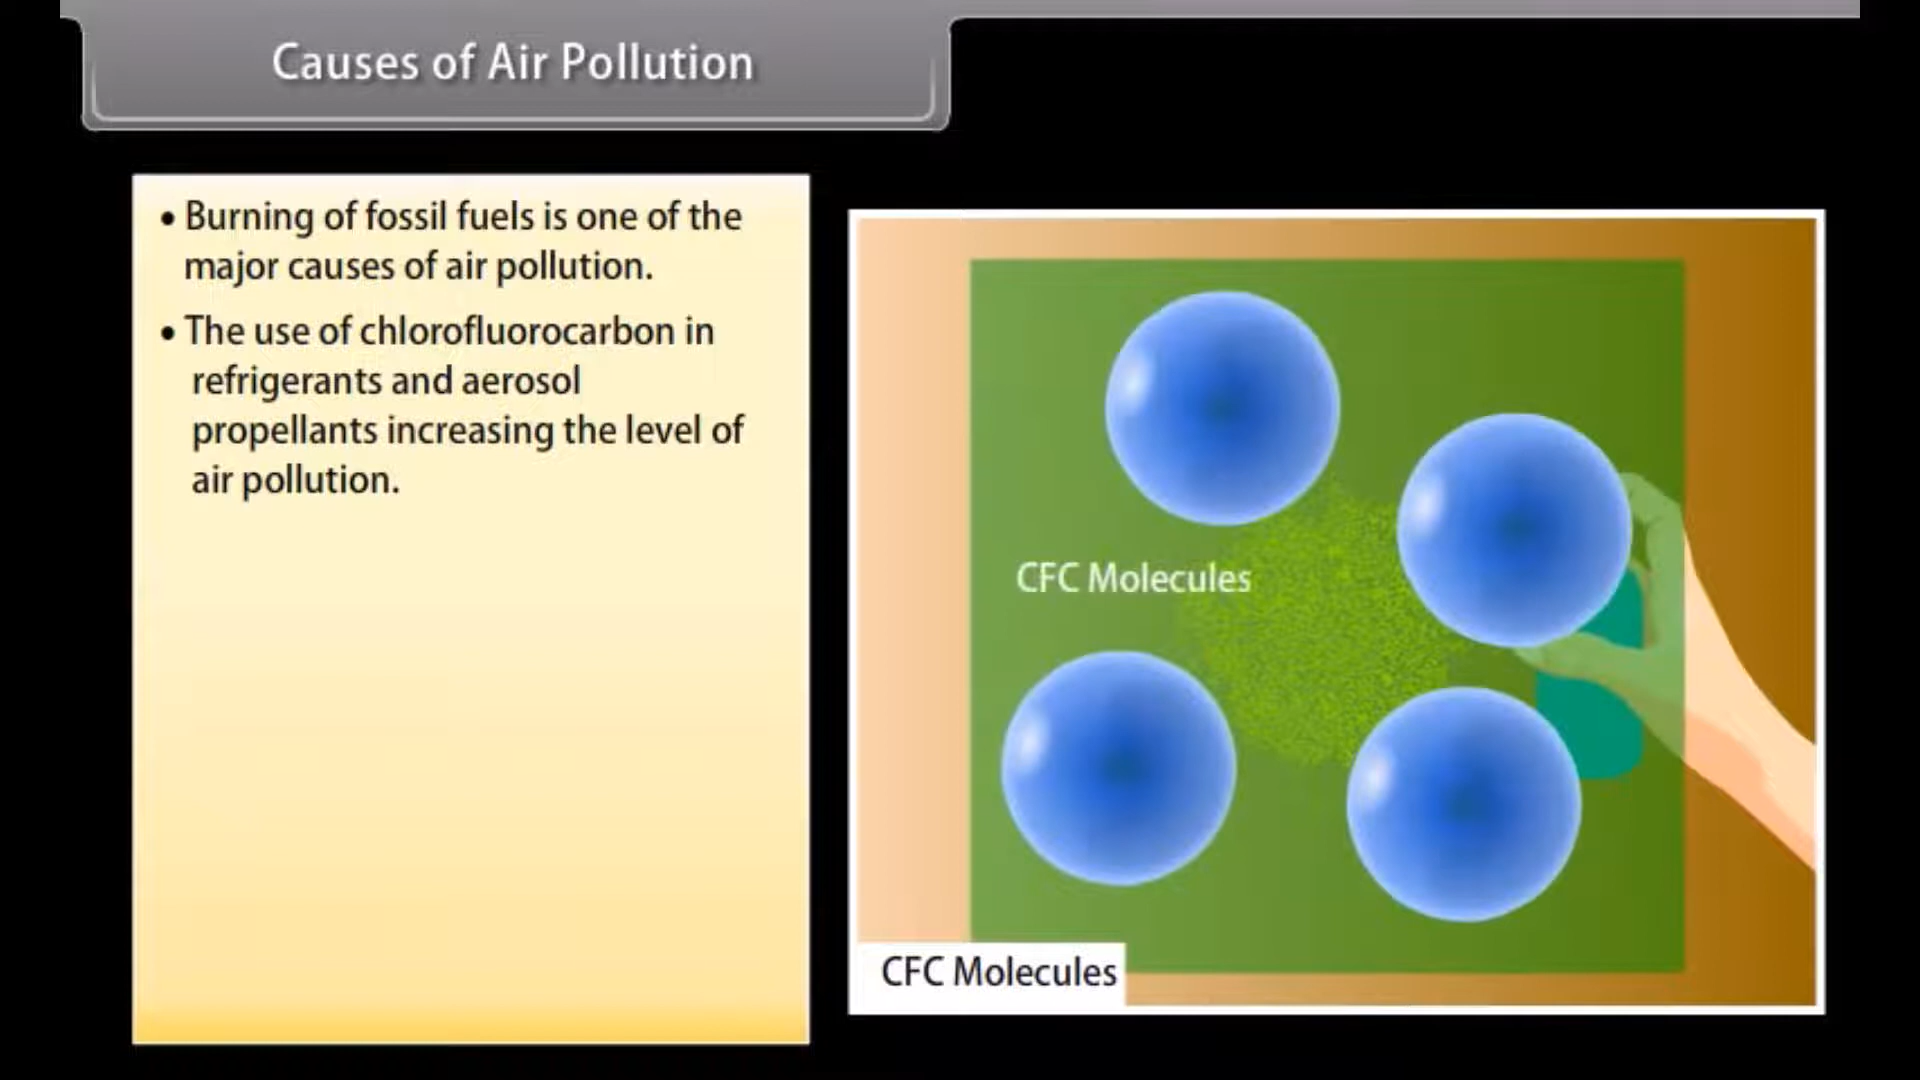 Causes of Air Pollution
• Burning of fossil fuels is one of the
major causes of air pollution.
• The use of chlorofluorocarbon in
refrigerants and aerosol
propellants increasing the level of
air pollution.
CFC Molecules
CFC Molecules